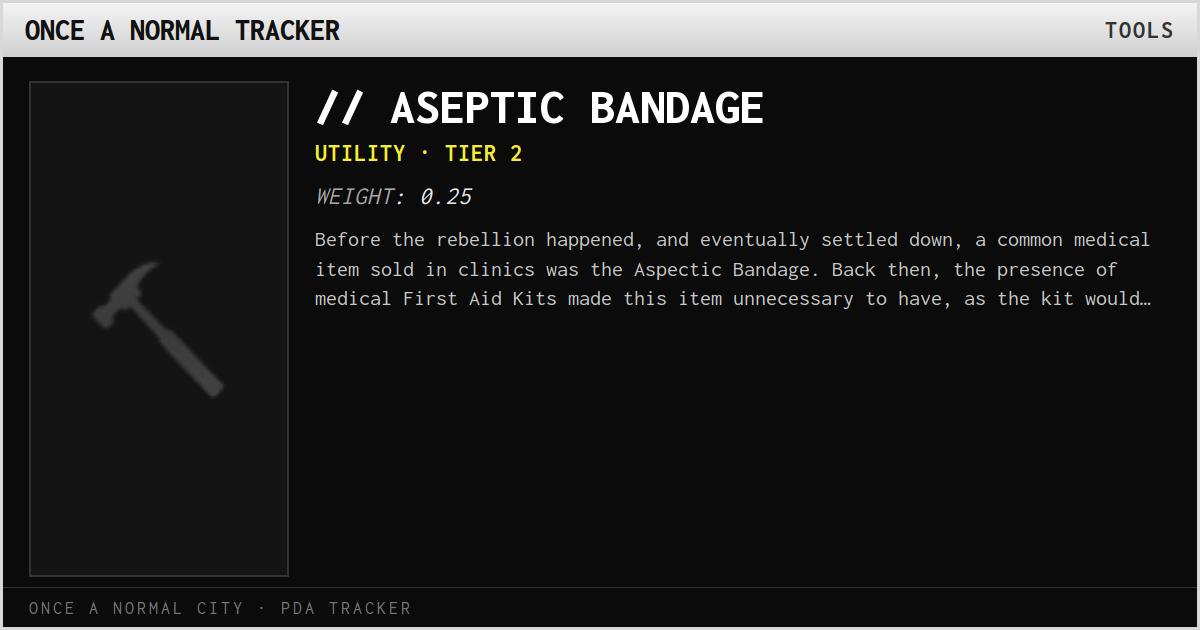 ONCE A NORMAL TRACKER
TOOLS
// ASEPTIC BANDAGE
UTILITY · TIER 2
WEIGHT: 0.25
Before the rebellion happened, and eventually settled down, a common medical
item sold in clinics was the Aspectic Bandage. Back then, the presence of
medical First Aid Kits made this item unnecessary to have, as the kit would…
ONCE A NORMAL CITY · PDA TRACKER